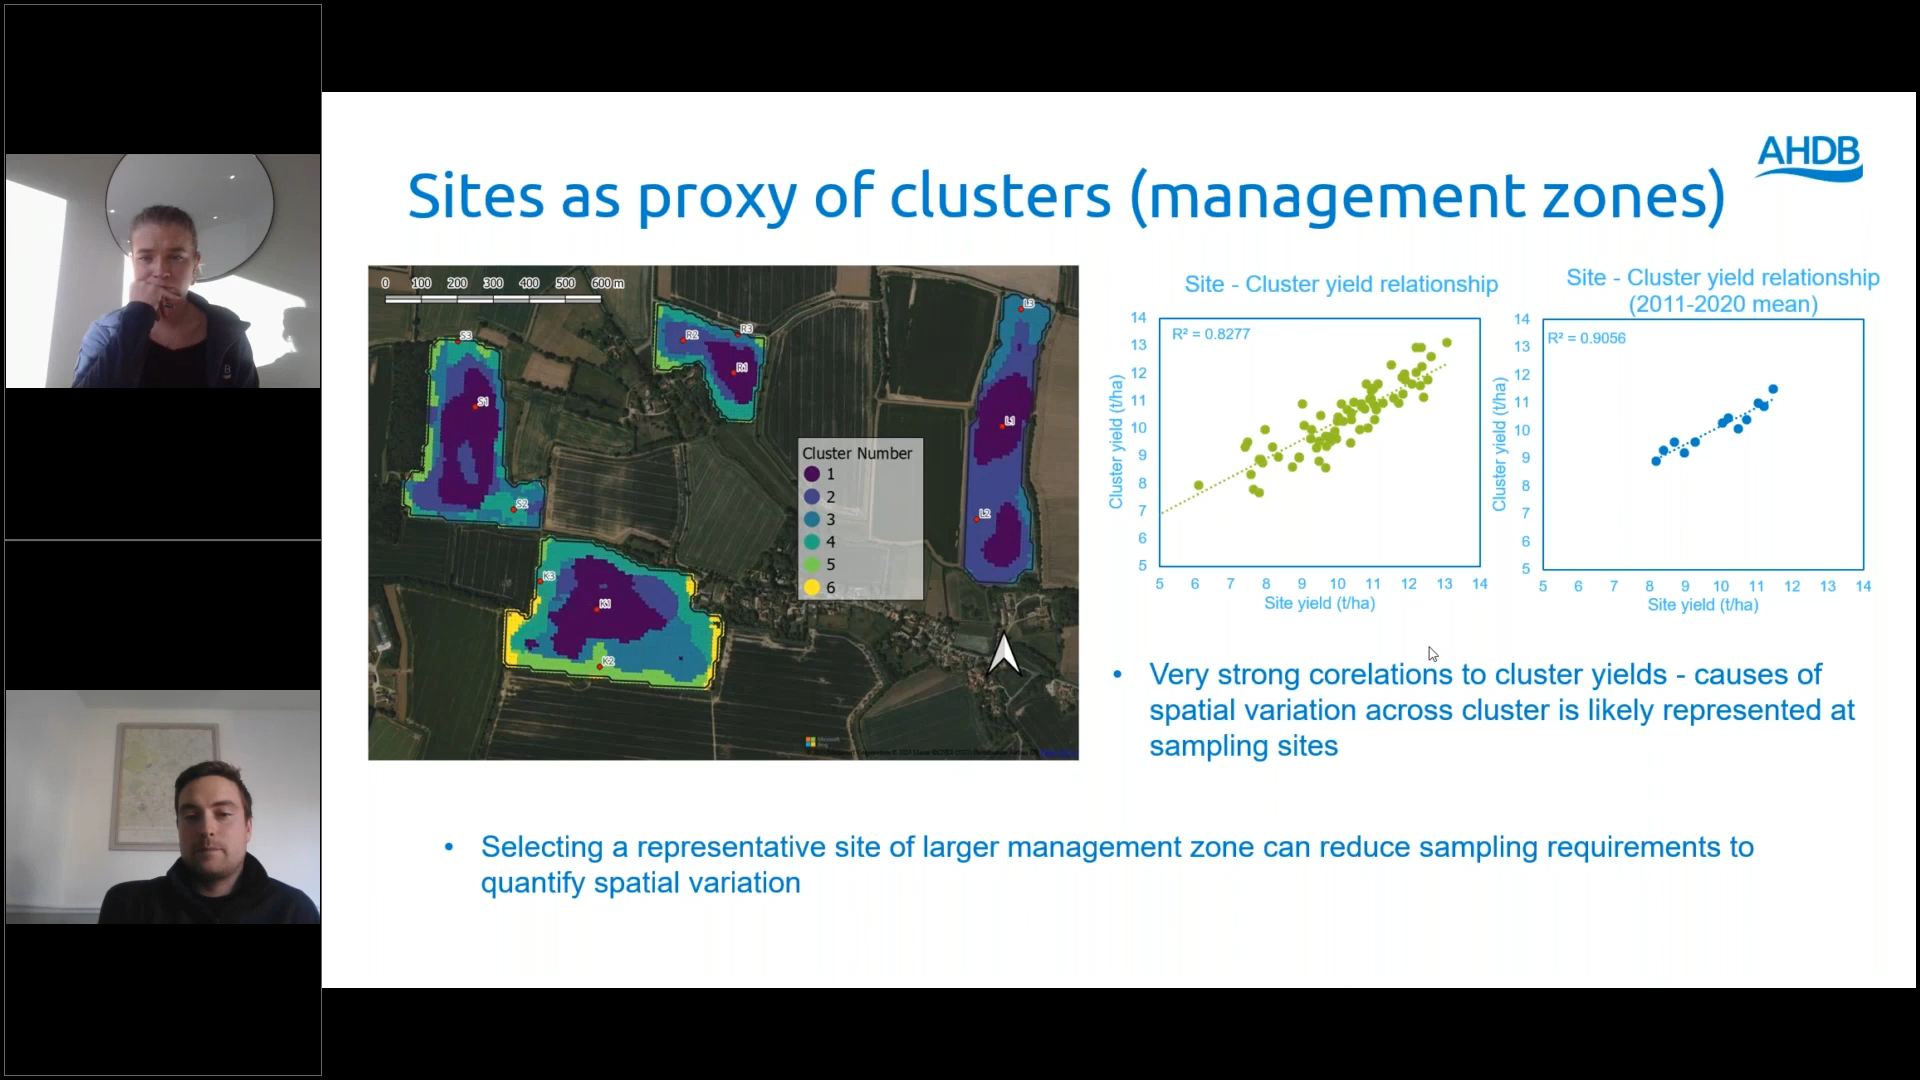 AHDB
Sites as proxy of clusters (management zones)
0 100 200 300 400 500 600 m
S3
S1
S2
R2
R3
R1
L3
L1
L2
K3
K1
K2
Cluster Number
1
2
3
4
5
6
Microsoft
Bing
Site - Cluster yield relationship
R² = 0.8277
Cluster yield (t/ha)
14
13
12
11
10
9
8
7
6
5
5 6 7 8 9 10 11 12 13 14
Site yield (t/ha)
Site - Cluster yield relationship
(2011-2020 mean)
R² = 0.9056
Cluster yield (t/ha)
14
13
12
11
10
9
8
7
6
5
5 6 7 8 9 10 11 12 13 14
Site yield (t/ha)
• Very strong corelations to cluster yields - causes of
spatial variation across cluster is likely represented at
sampling sites
• Selecting a representative site of larger management zone can reduce sampling requirements to
quantify spatial variation